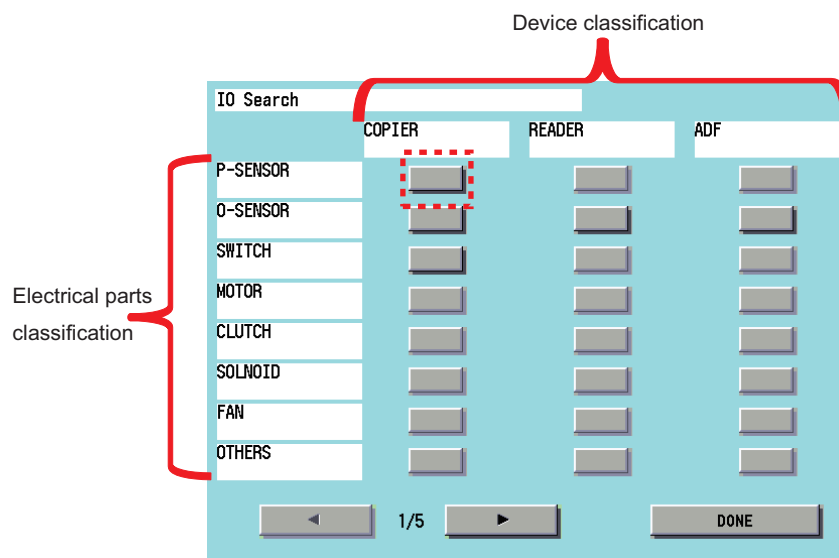 Device classification
IO Search
COPIER READER ADF
P-SENSOR
O-SENSOR
SWITCH
MOTOR
CLUTCH
SOLNOID
FAN
OTHERS
Electrical parts
classification
1/5
DONE